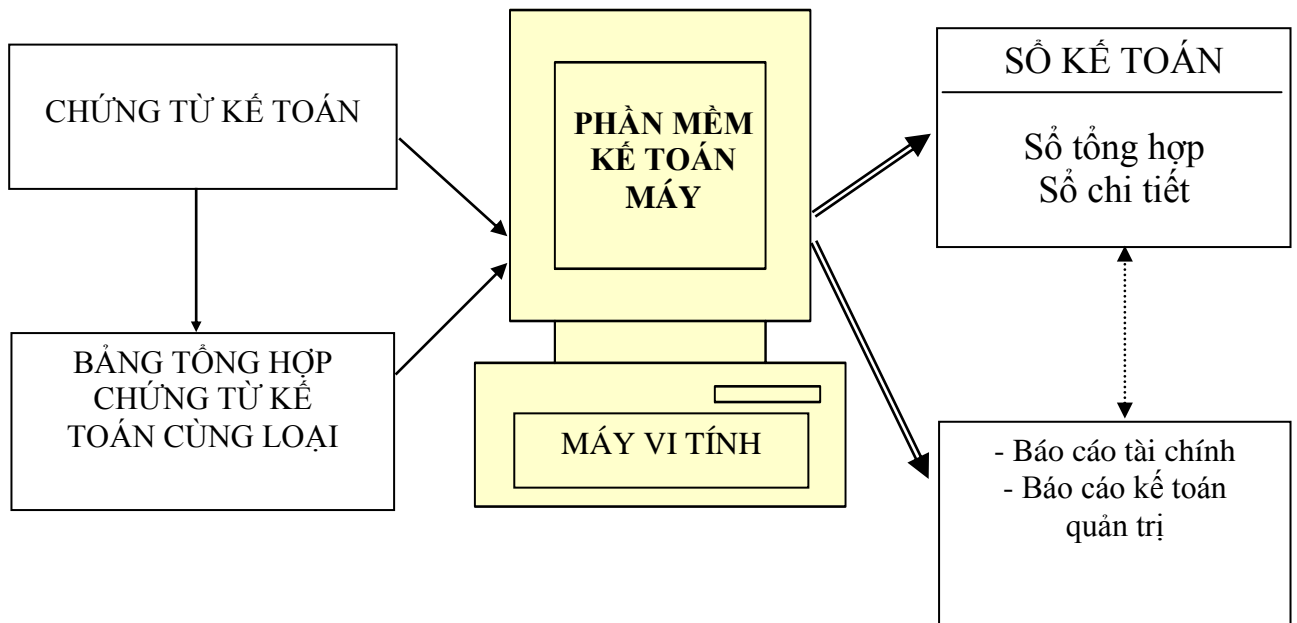 CHỨNG TỪ KẾ TOÁN
BẢNG TỔNG HỢP
CHỨNG TỪ KẾ
TOÁN CÙNG LOẠI
PHẦN MỀM
KẾ TOÁN
MÁY
MÁY VI TÍNH
SỔ KẾ TOÁN
Sổ tổng hợp
Sổ chi tiết
- Báo cáo tài chính
- Báo cáo kế toán
quản trị